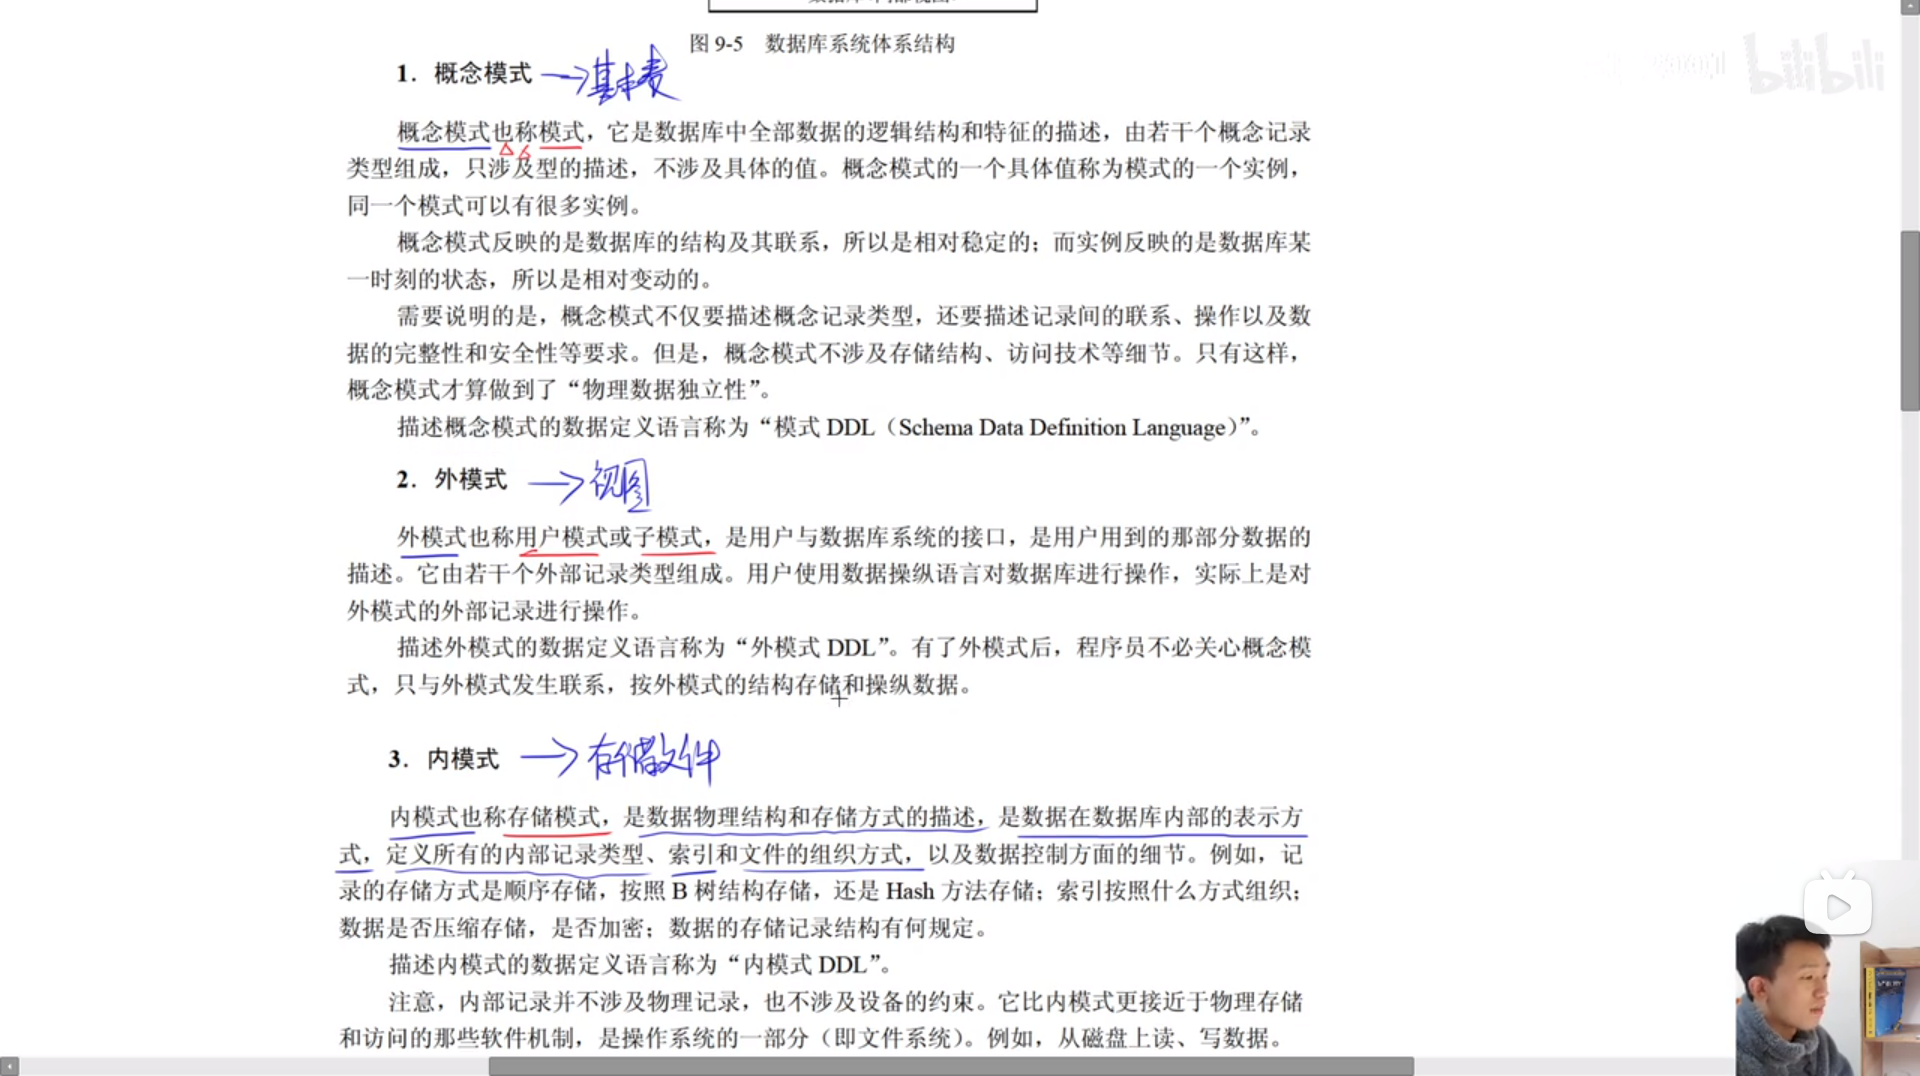 图 9-5 数据库系统体系结构
1. 概念模式 →基本表
概念模式也称模式，它是数据库中全部数据的逻辑结构和特征的描述，由若干个概念记录
类型组成，只涉及型的描述，不涉及具体的值。概念模式的一个具体值称为模式的一个实例，
同一个模式可以有很多实例。
概念模式反映的是数据库的结构及其联系，所以是相对稳定的；而实例反映的是数据库某
一时刻的状态，所以是相对变动的。
需要说明的是，概念模式不仅要描述概念记录类型，还要描述记录间的联系、操作以及数
据的完整性和安全性等要求。但是，概念模式不涉及存储结构、访问技术等细节。只有这样，
概念模式才算做到了“物理数据独立性”。
描述概念模式的数据定义语言称为“模式 DDL（Schema Data Definition Language）”。
2. 外模式 →视图
外模式也称用户模式或子模式，是用户与数据库系统的接口，是用户用到的那部分数据的
描述。它由若干个外部记录类型组成。用户使用数据操纵语言对数据库进行操作，实际上是对
外模式的外部记录进行操作。
描述外模式的数据定义语言称为“外模式 DDL”。有了外模式后，程序员不必关心概念模
式，只与外模式发生联系，按外模式的结构存储和操纵数据。
3. 内模式 →存储文件
内模式也称存储模式，是数据物理结构和存储方式的描述，是数据在数据库内部的表示方
式，定义所有的内部记录类型、索引和文件的组织方式，以及数据控制方面的细节。例如，记
录的存储方式是顺序存储，按照 B 树结构存储，还是 Hash 方法存储；索引按照什么方式组织；
数据是否压缩存储，是否加密；数据的存储记录结构有何规定。
描述内模式的数据定义语言称为“内模式 DDL”。
注意，内部记录并不涉及物理记录，也不涉及设备的约束。它比内模式更接近于物理存储
和访问的那些软件机制，是操作系统的一部分（即文件系统）。例如，从磁盘上读、写数据。
bilibili